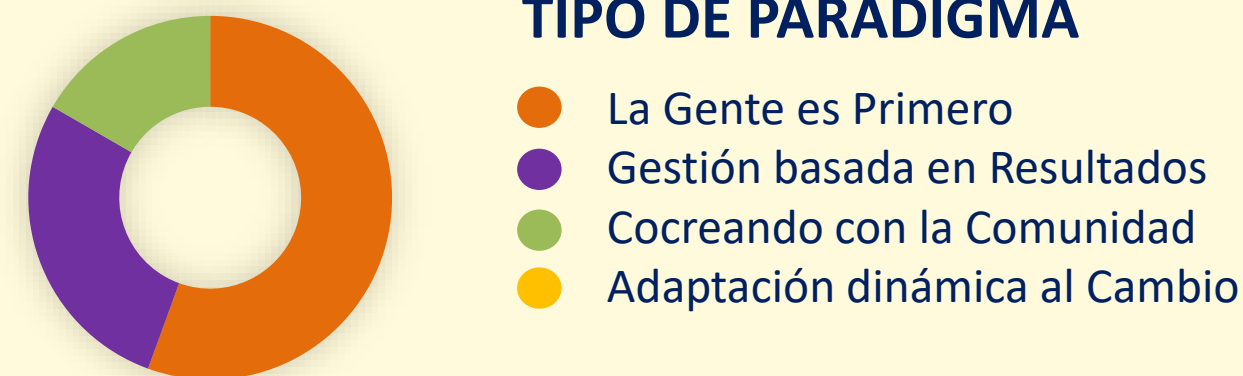 TIPO DE PARADIGMA
La Gente es Primero
Gestión basada en Resultados
Cocreando con la Comunidad
Adaptación dinámica al Cambio